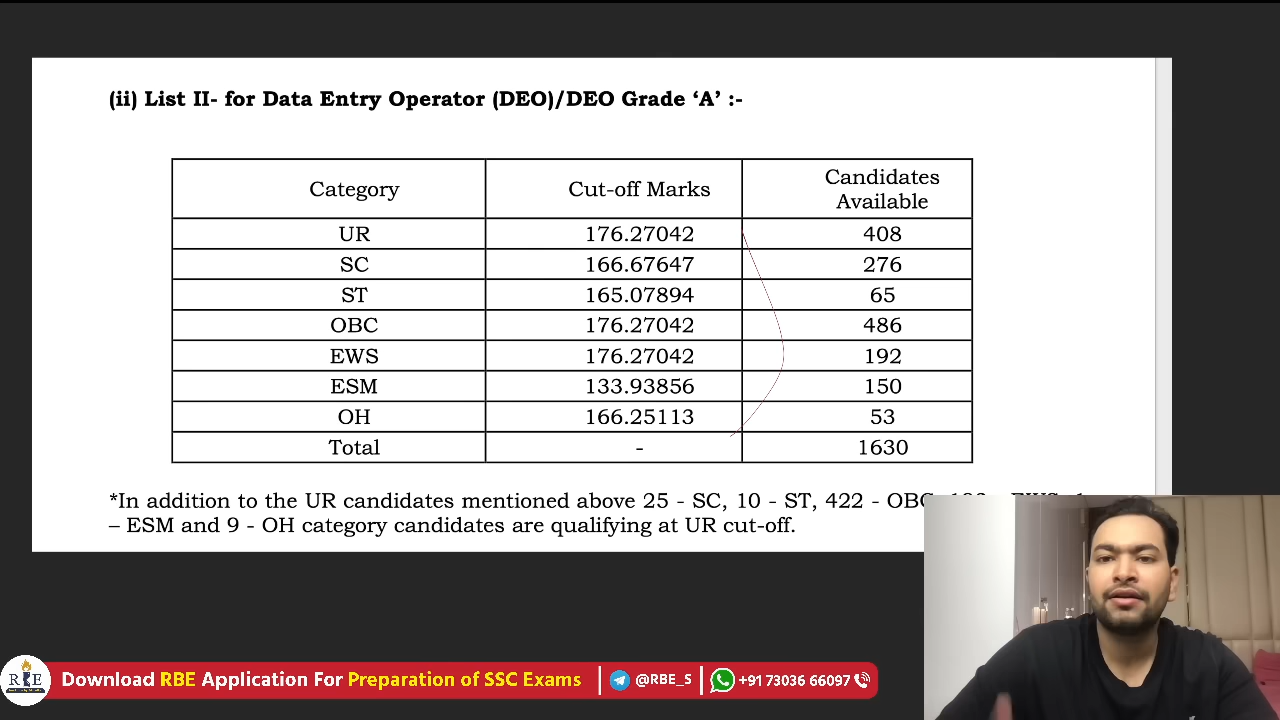 (ii) List II- for Data Entry Operator (DEO)/DEO Grade ‘A’ :-
Category Cut-off Marks Candidates Available
UR 176.27042 408
SC 166.67647 276
ST 165.07894 65
OBC 176.27042 486
EWS 176.27042 192
ESM 133.93856 150
OH 166.25113 53
Total - 1630
*In addition to the UR candidates mentioned above 25 - SC, 10 - ST, 422 - OBC
– ESM and 9 - OH category candidates are qualifying at UR cut-off.
RBE
Download RBE Application For Preparation of SSC Exams @RBE_S +91 73036 66097